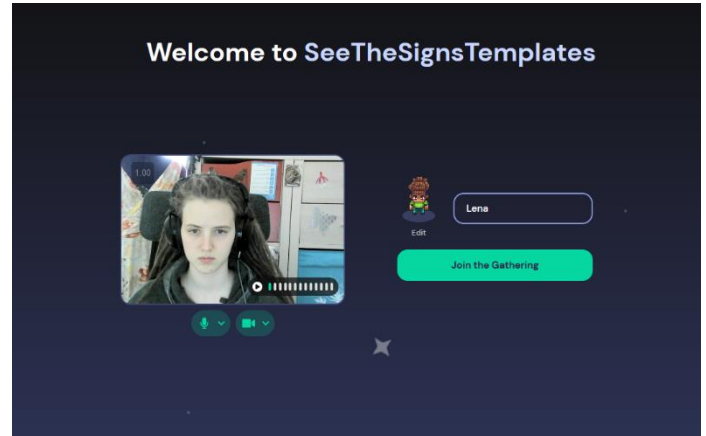 Welcome to SeeTheSignsTemplates
1.00
Lena
Edit
Join the Gathering